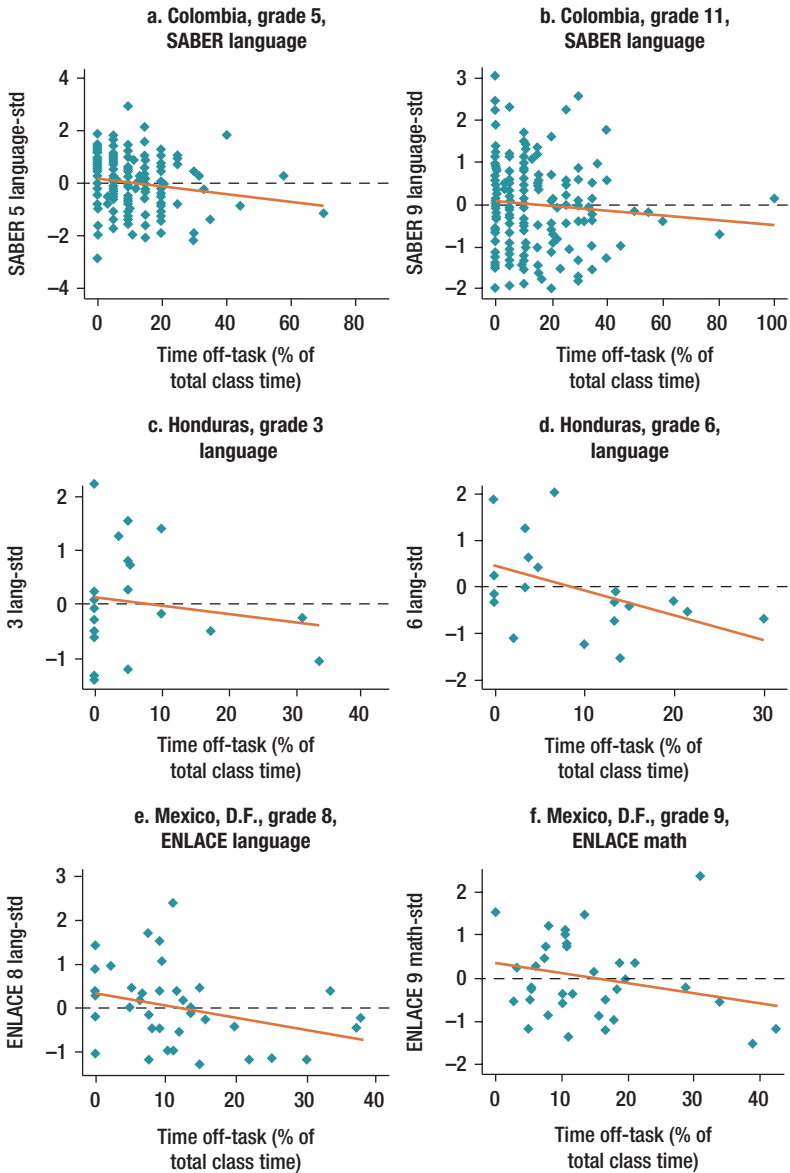 a. Colombia, grade 5,
SABER language
SABER 5 language-std
4
2
0
–2
–4
0 20 40 60 80
Time off-task (% of
total class time)
b. Colombia, grade 11,
SABER language
SABER 9 language-std
3
2
1
0
–1
–2
0 20 40 60 80 100
Time off-task (% of
total class time)
c. Honduras, grade 3
language
3 lang-std
2
1
0
–1
0 10 20 30 40
Time off-task (% of
total class time)
d. Honduras, grade 6,
language
6 lang-std
2
1
0
–1
–2
0 10 20 30
Time off-task (% of
total class time)
e. Mexico, D.F., grade 8,
ENLACE language
ENLACE 8 lang-std
3
2
1
0
–1
0 10 20 30 40
Time off-task (% of
total class time)
f. Mexico, D.F., grade 9,
ENLACE math
ENLACE 9 math-std
2
1
0
–1
–2
0 10 20 30 40
Time off-task (% of
total class time)